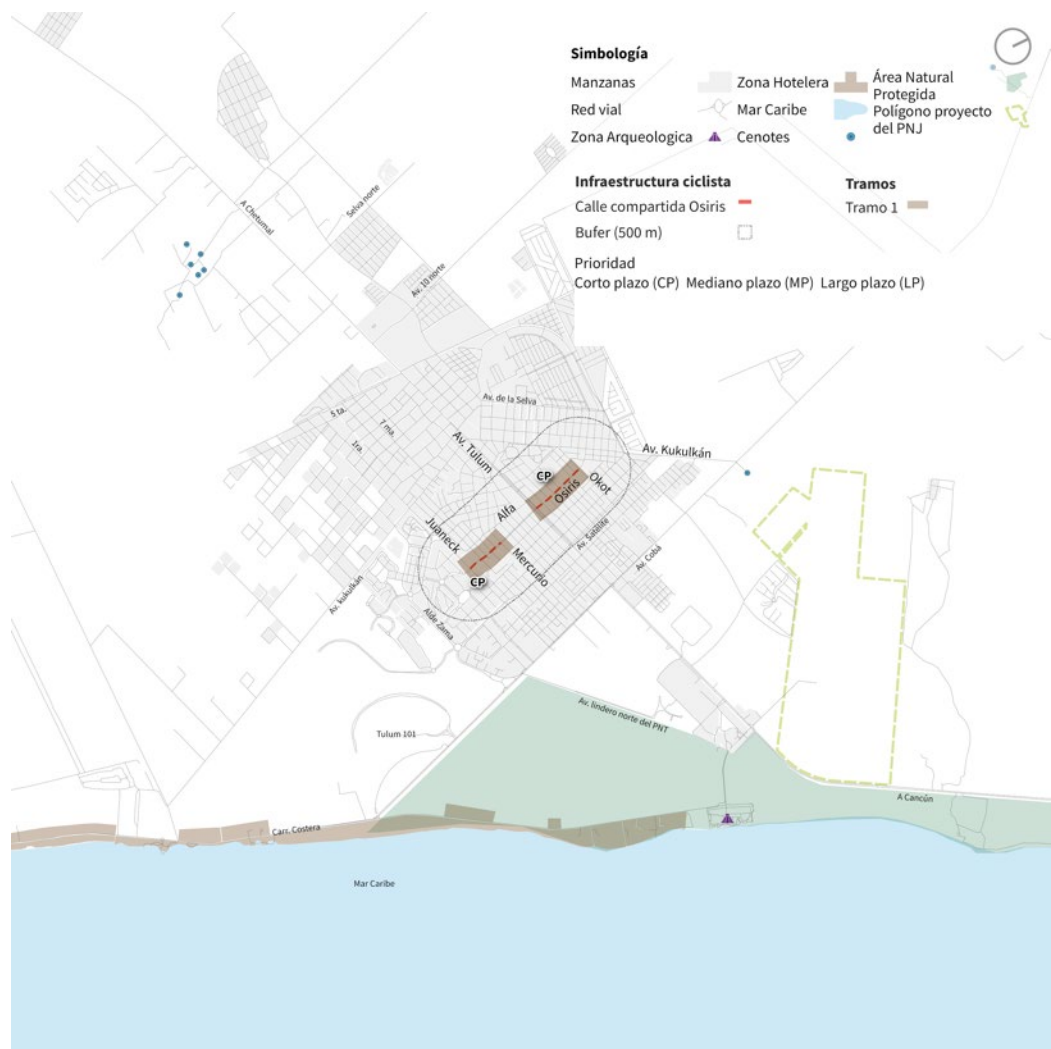 Simbología
Manzanas
Zona Hotelera
Área Natural
Protegida
Red vial
Mar Caribe
Polígono proyecto
del PNJ
Zona Arqueologica
Cenotes
Infraestructura ciclista
Tramos
Calle compartida Osiris
Tramo 1
Bufer (500 m)
Prioridad
Corto plazo (CP) Mediano plazo (MP) Largo plazo (LP)
A Chetumal
Selva norte
Av. 10 norte
Av. de la Selva
5 ta.
7 ma.
1ra.
Av. Tulum
Av. Kukulkán
CP
Osiris
Okot
Alfa
Juaneck
Mercurio
Av. Satélite
Av. Cobá
CP
Av. kukulkán
Alde Zama
Av. lindero norte del PNT
Tulum 101
A Cancún
Carr. Costera
Mar Caribe